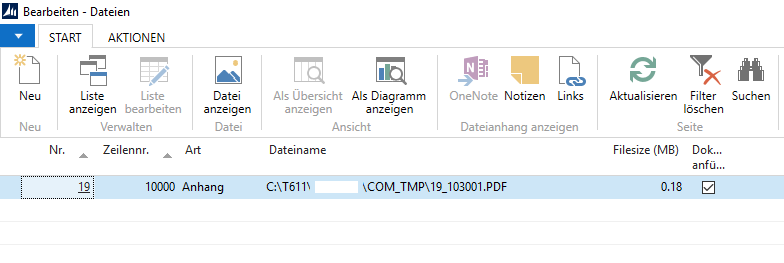 Bearbeiten - Dateien
START AKTIONEN
Neu
Liste
anzeigen
Liste
bearbeiten
Datei
anzeigen
Als Übersicht
anzeigen
Als Diagramm
anzeigen
OneNote
Notizen
Links
Aktualisieren
Filter
löschen
Suchen
Neu Verwalten Datei Ansicht Dateianhang anzeigen Seite
Nr. Zeilennr. Art Dateiname Filesize (MB) Dok...
anfü...
19 10000 Anhang C:\T611\ \COM_TMP\19_103001.PDF 0.18